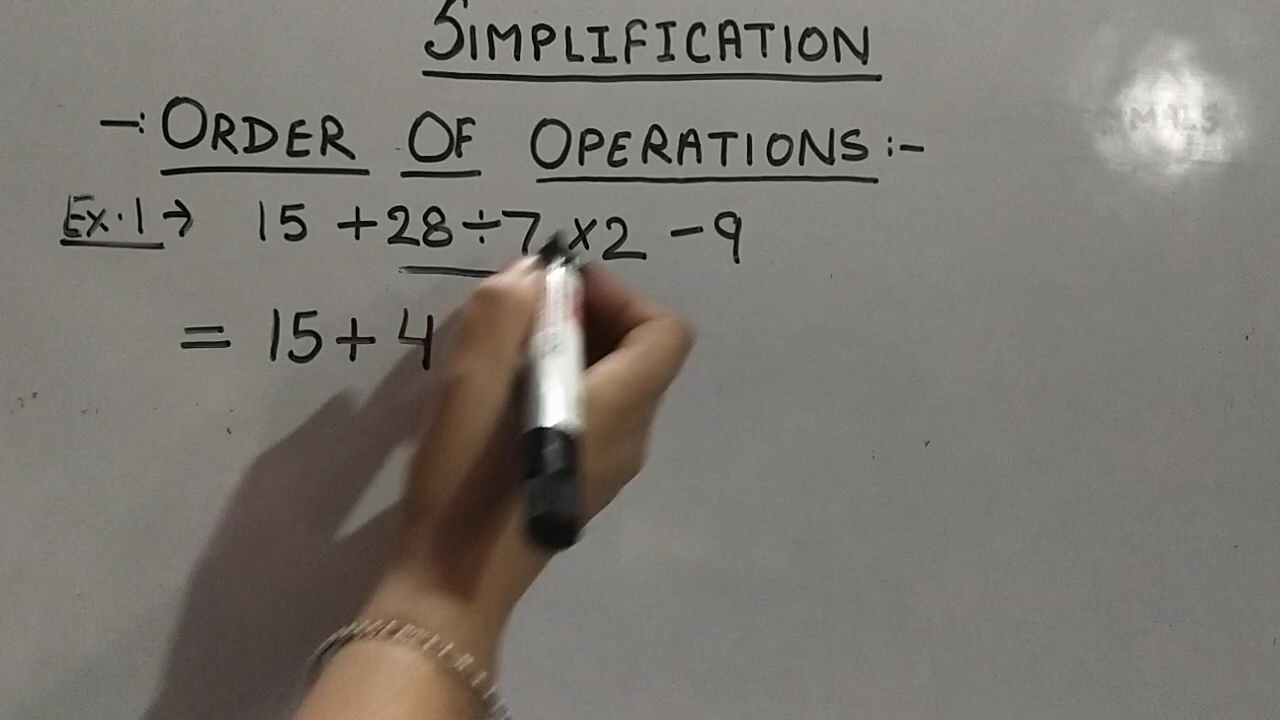 SIMPLIFICATION
-: ORDER OF OPERATIONS :-
Ex.1 → 15 + 28 ÷ 7 × 2 - 9
= 15 + 4